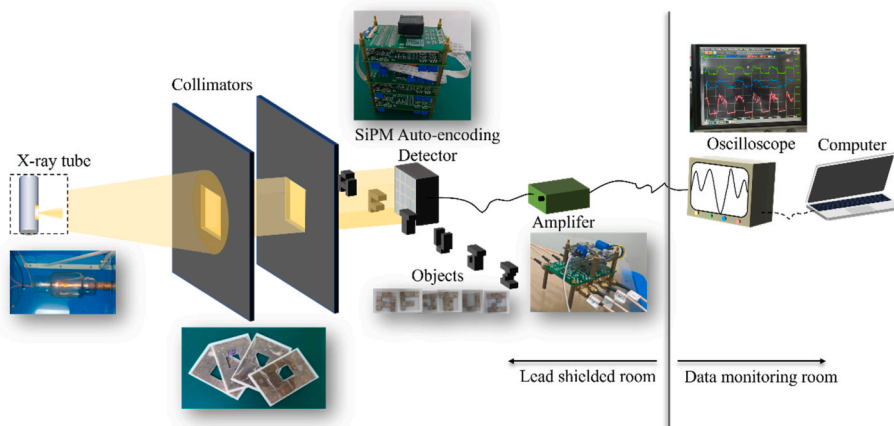 Collimators
SiPM Auto-encoding
Detector
X-ray tube
Oscilloscope
Computer
Amplifer
Objects
Lead shielded room
Data monitoring room